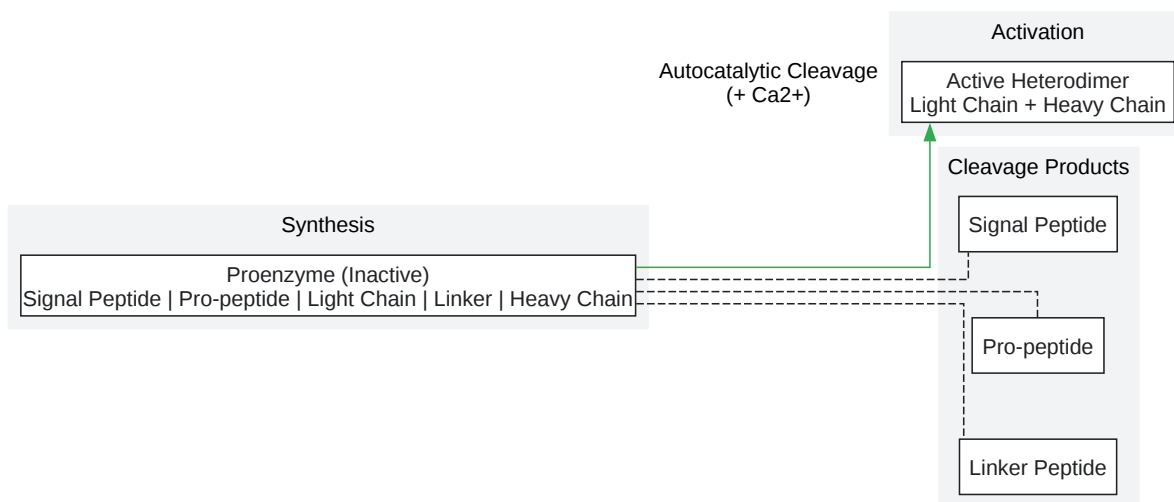 Activation
Active Heterodimer
Light Chain + Heavy Chain
Autocatalytic Cleavage
(+ Ca2+)
Cleavage Products
Signal Peptide
Pro-peptide
Linker Peptide
Synthesis
Proenzyme (Inactive)
Signal Peptide | Pro-peptide | Light Chain | Linker | Heavy Chain